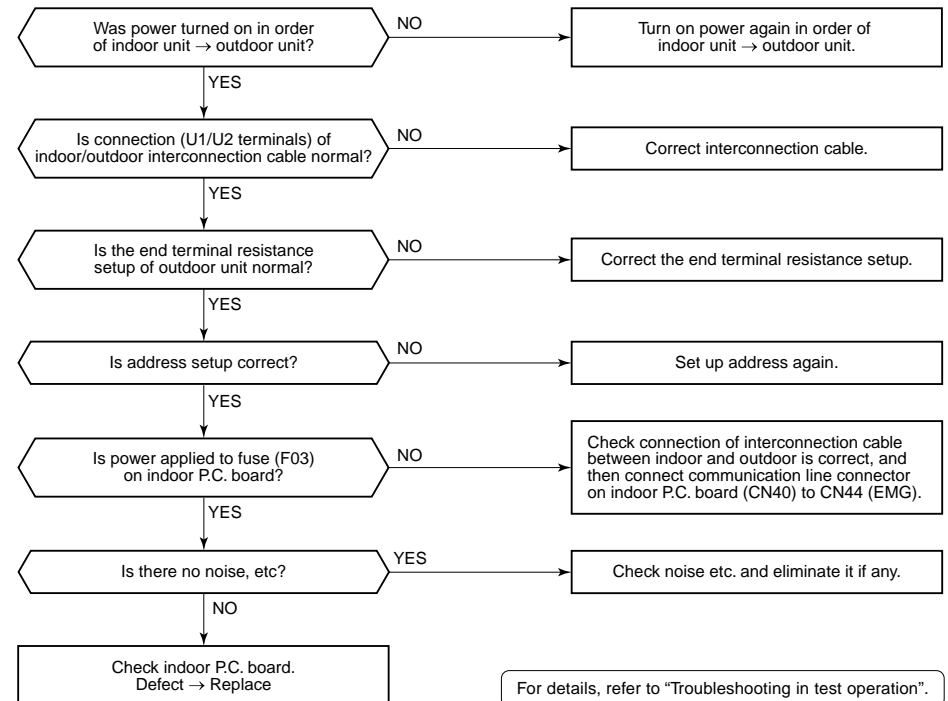 Was power turned on in order
of indoor unit → outdoor unit?
NO
Turn on power again in order of
indoor unit → outdoor unit.
YES
Is connection (U1/U2 terminals) of
indoor/outdoor interconnection cable normal?
NO
Correct interconnection cable.
YES
Is the end terminal resistance
setup of outdoor unit normal?
NO
Correct the end terminal resistance setup.
YES
Is address setup correct?
NO
Set up address again.
YES
Is power applied to fuse (F03)
on indoor P.C. board?
NO
Check connection of interconnection cable
between indoor and outdoor is correct, and
then connect communication line connector
on indoor P.C. board (CN40) to CN44 (EMG).
YES
Is there no noise, etc?
YES
Check noise etc. and eliminate it if any.
NO
Check indoor P.C. board.
Defect → Replace
For details, refer to “Troubleshooting in test operation”.